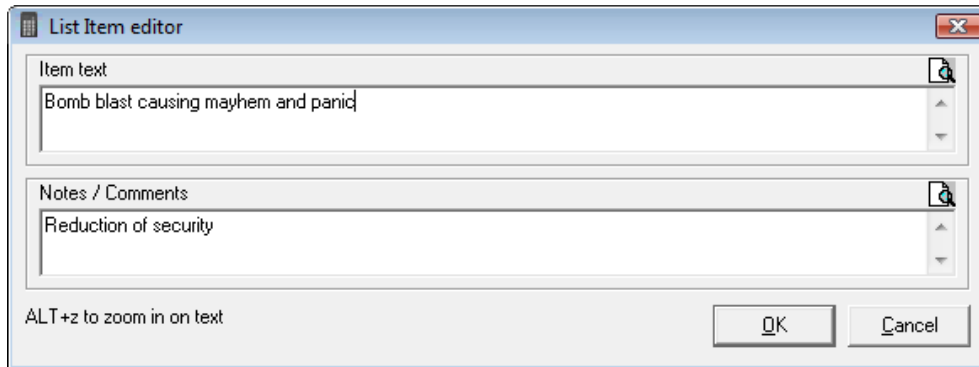 List Item editor
Item text
Bomb blast causing mayhem and panic
Notes / Comments
Reduction of security
ALT+z to zoom in on text
OK
Cancel